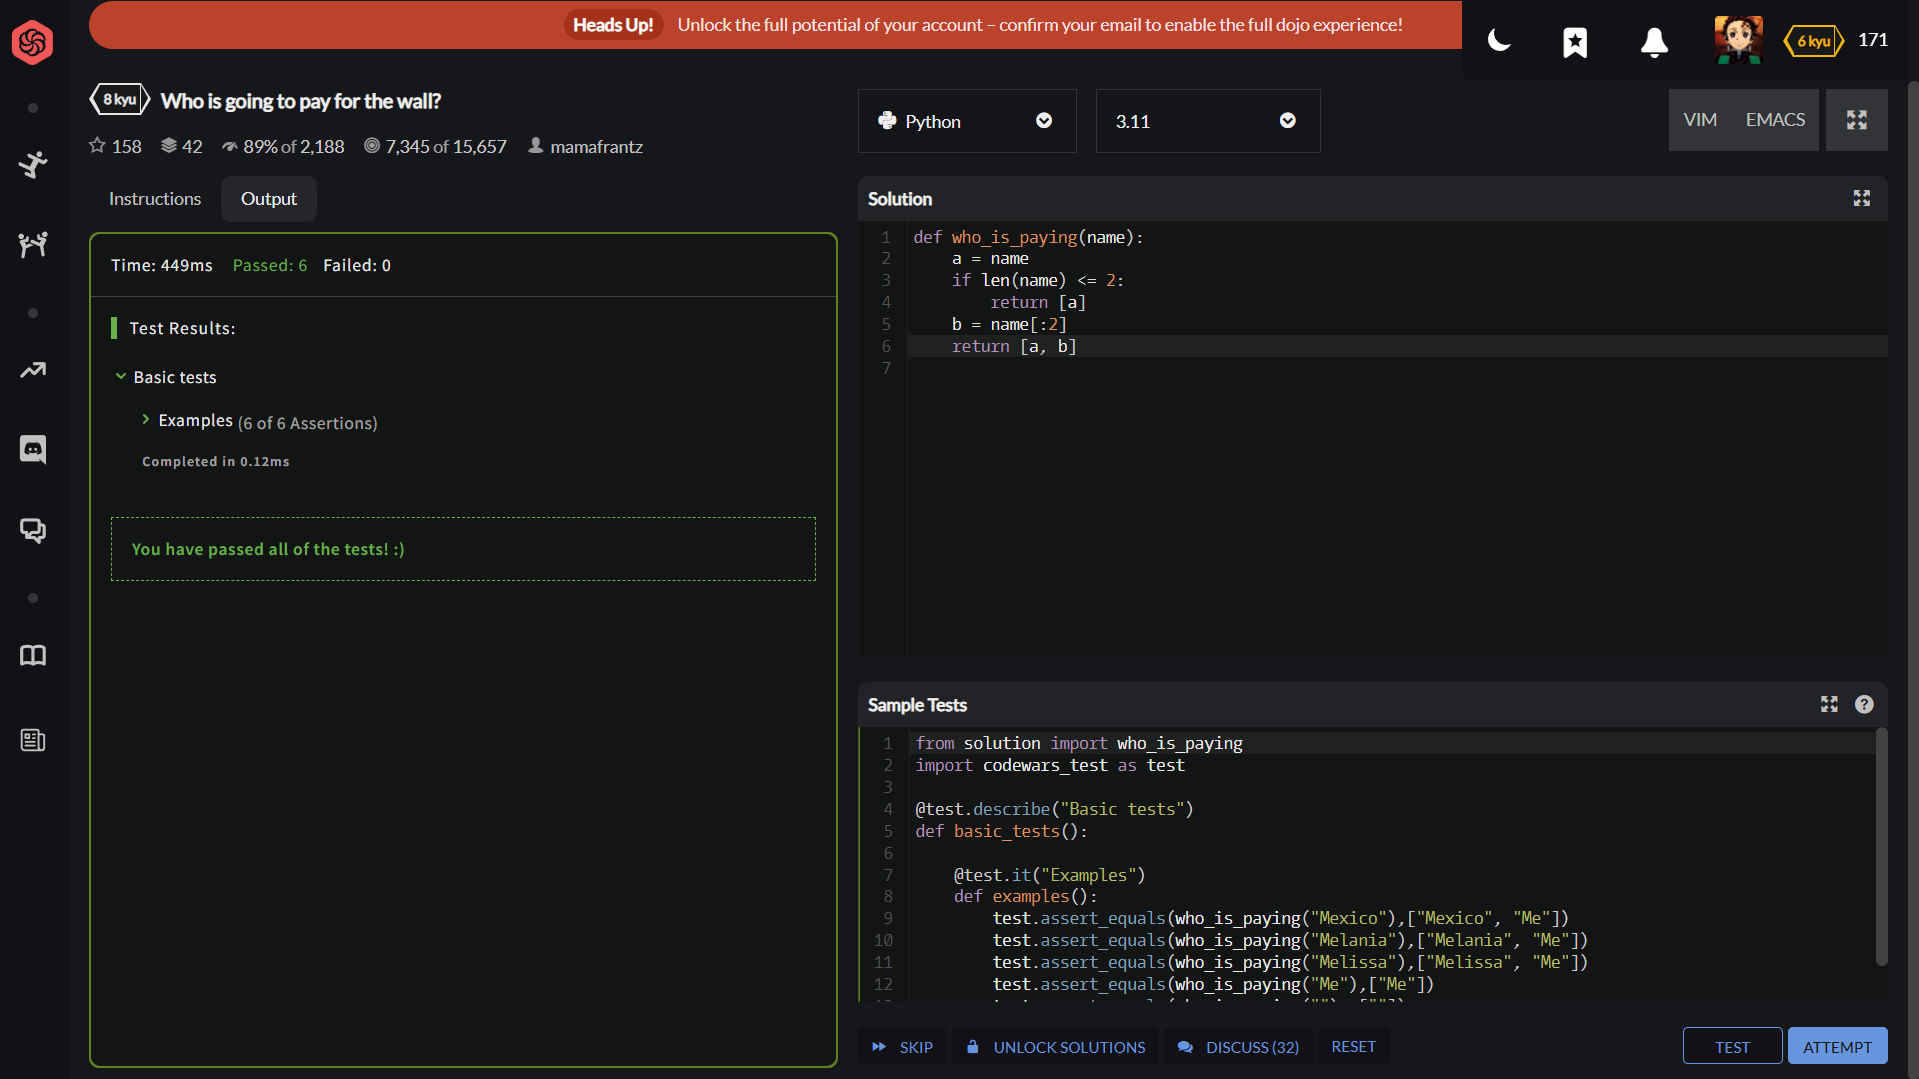 Heads Up! Unlock the full potential of your account – confirm your email to enable the full dojo experience!
6 kyu 171
8 kyu Who is going to pay for the wall?
158 42 89% of 2,188 7,345 of 15,657 mamafrantz
Instructions Output
Time: 449ms Passed: 6 Failed: 0
Test Results:
Basic tests
Examples (6 of 6 Assertions)
Completed in 0.12ms
You have passed all of the tests! :)
Python 3.11 VIM EMACS
Solution
1 def who_is_paying(name):
2     a = name
3     if len(name) <= 2:
4         return [a]
5     b = name[:2]
6     return [a, b]
7
Sample Tests
1 from solution import who_is_paying
2 import codewars_test as test
3
4 @test.describe("Basic tests")
5 def basic_tests():
6
7     @test.it("Examples")
8     def examples():
9         test.assert_equals(who_is_paying("Mexico"),["Mexico", "Me"])
10         test.assert_equals(who_is_paying("Melania"),["Melania", "Me"])
11         test.assert_equals(who_is_paying("Melissa"),["Melissa", "Me"])
12         test.assert_equals(who_is_paying("Me"),["Me"])
SKIP UNLOCK SOLUTIONS DISCUSS (32) RESET TEST ATTEMPT